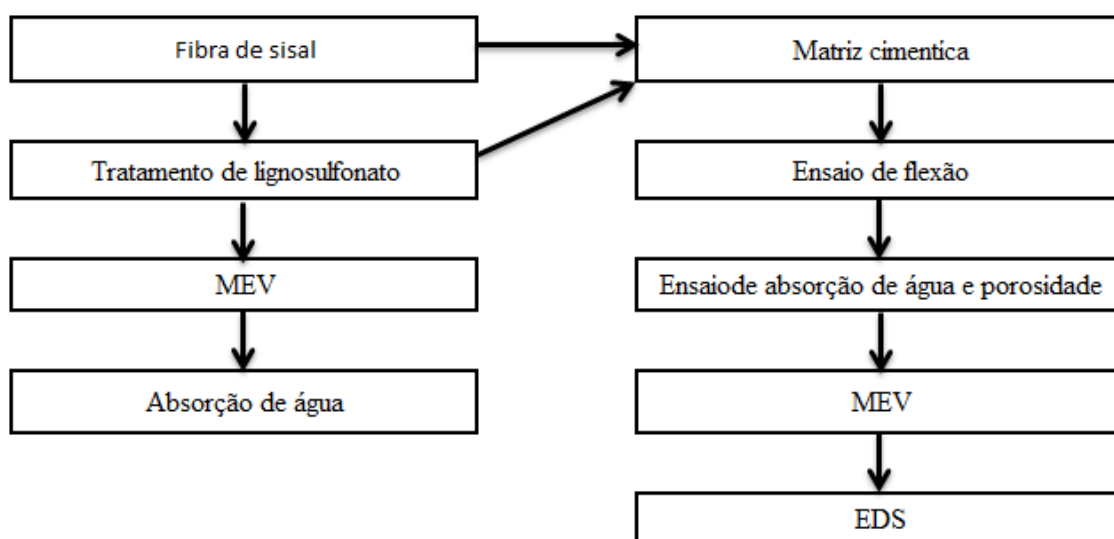 Fibra de sisal
Tratamento de lignosulfonato
MEV
Absorção de água
Matriz cimentica
Ensaio de flexão
Ensaiode absorção de água e porosidade
MEV
EDS